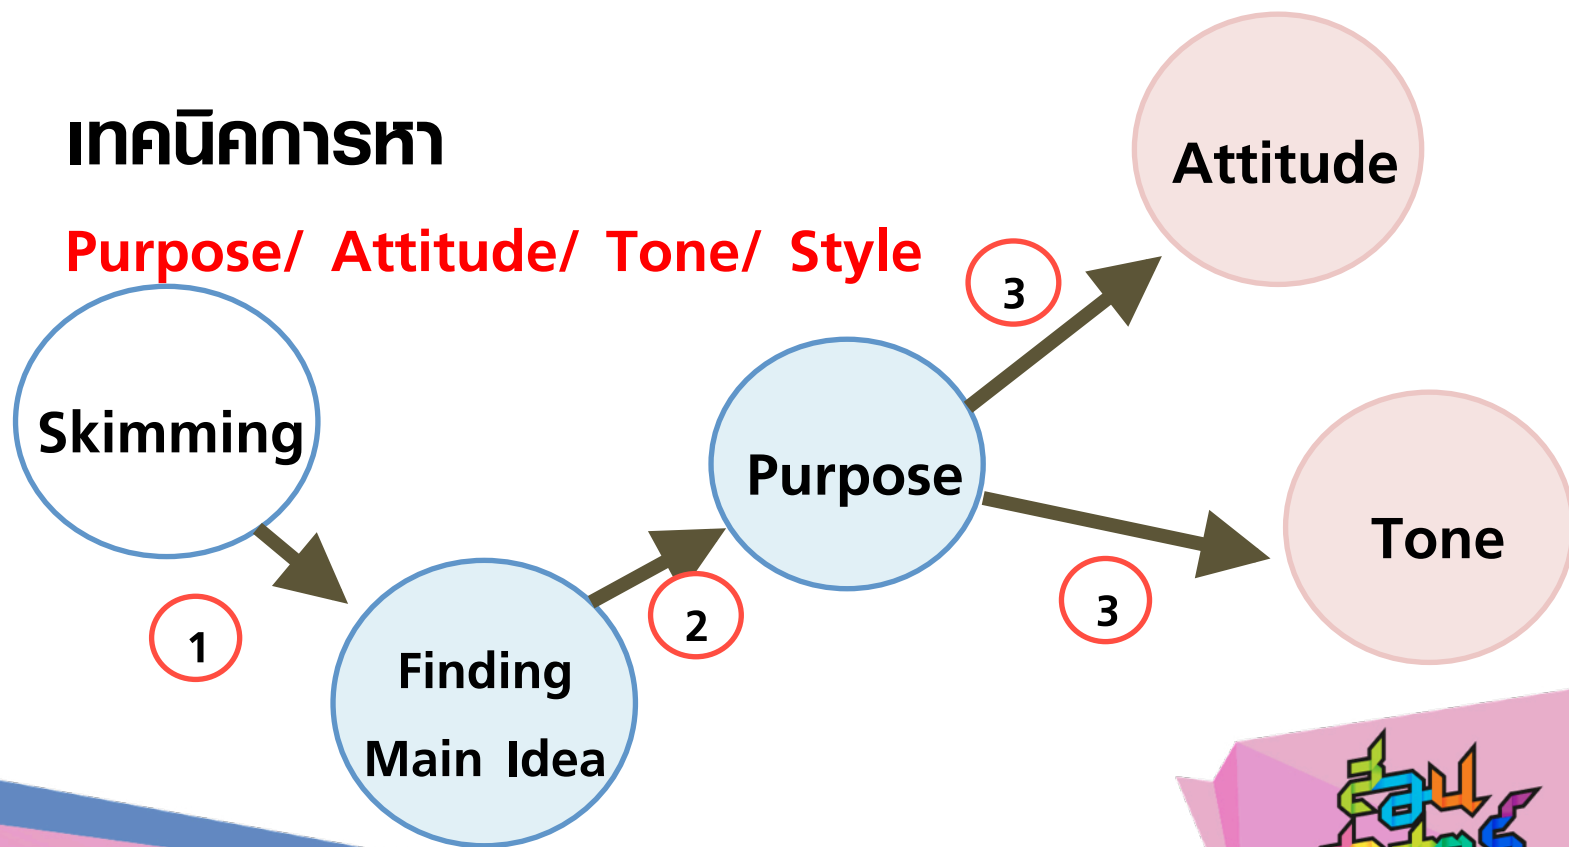 เทคนิคการหา
Purpose/ Attitude/ Tone/ Style
Attitude
3
Skimming
Purpose
Tone
1
2
3
Finding
Main Idea